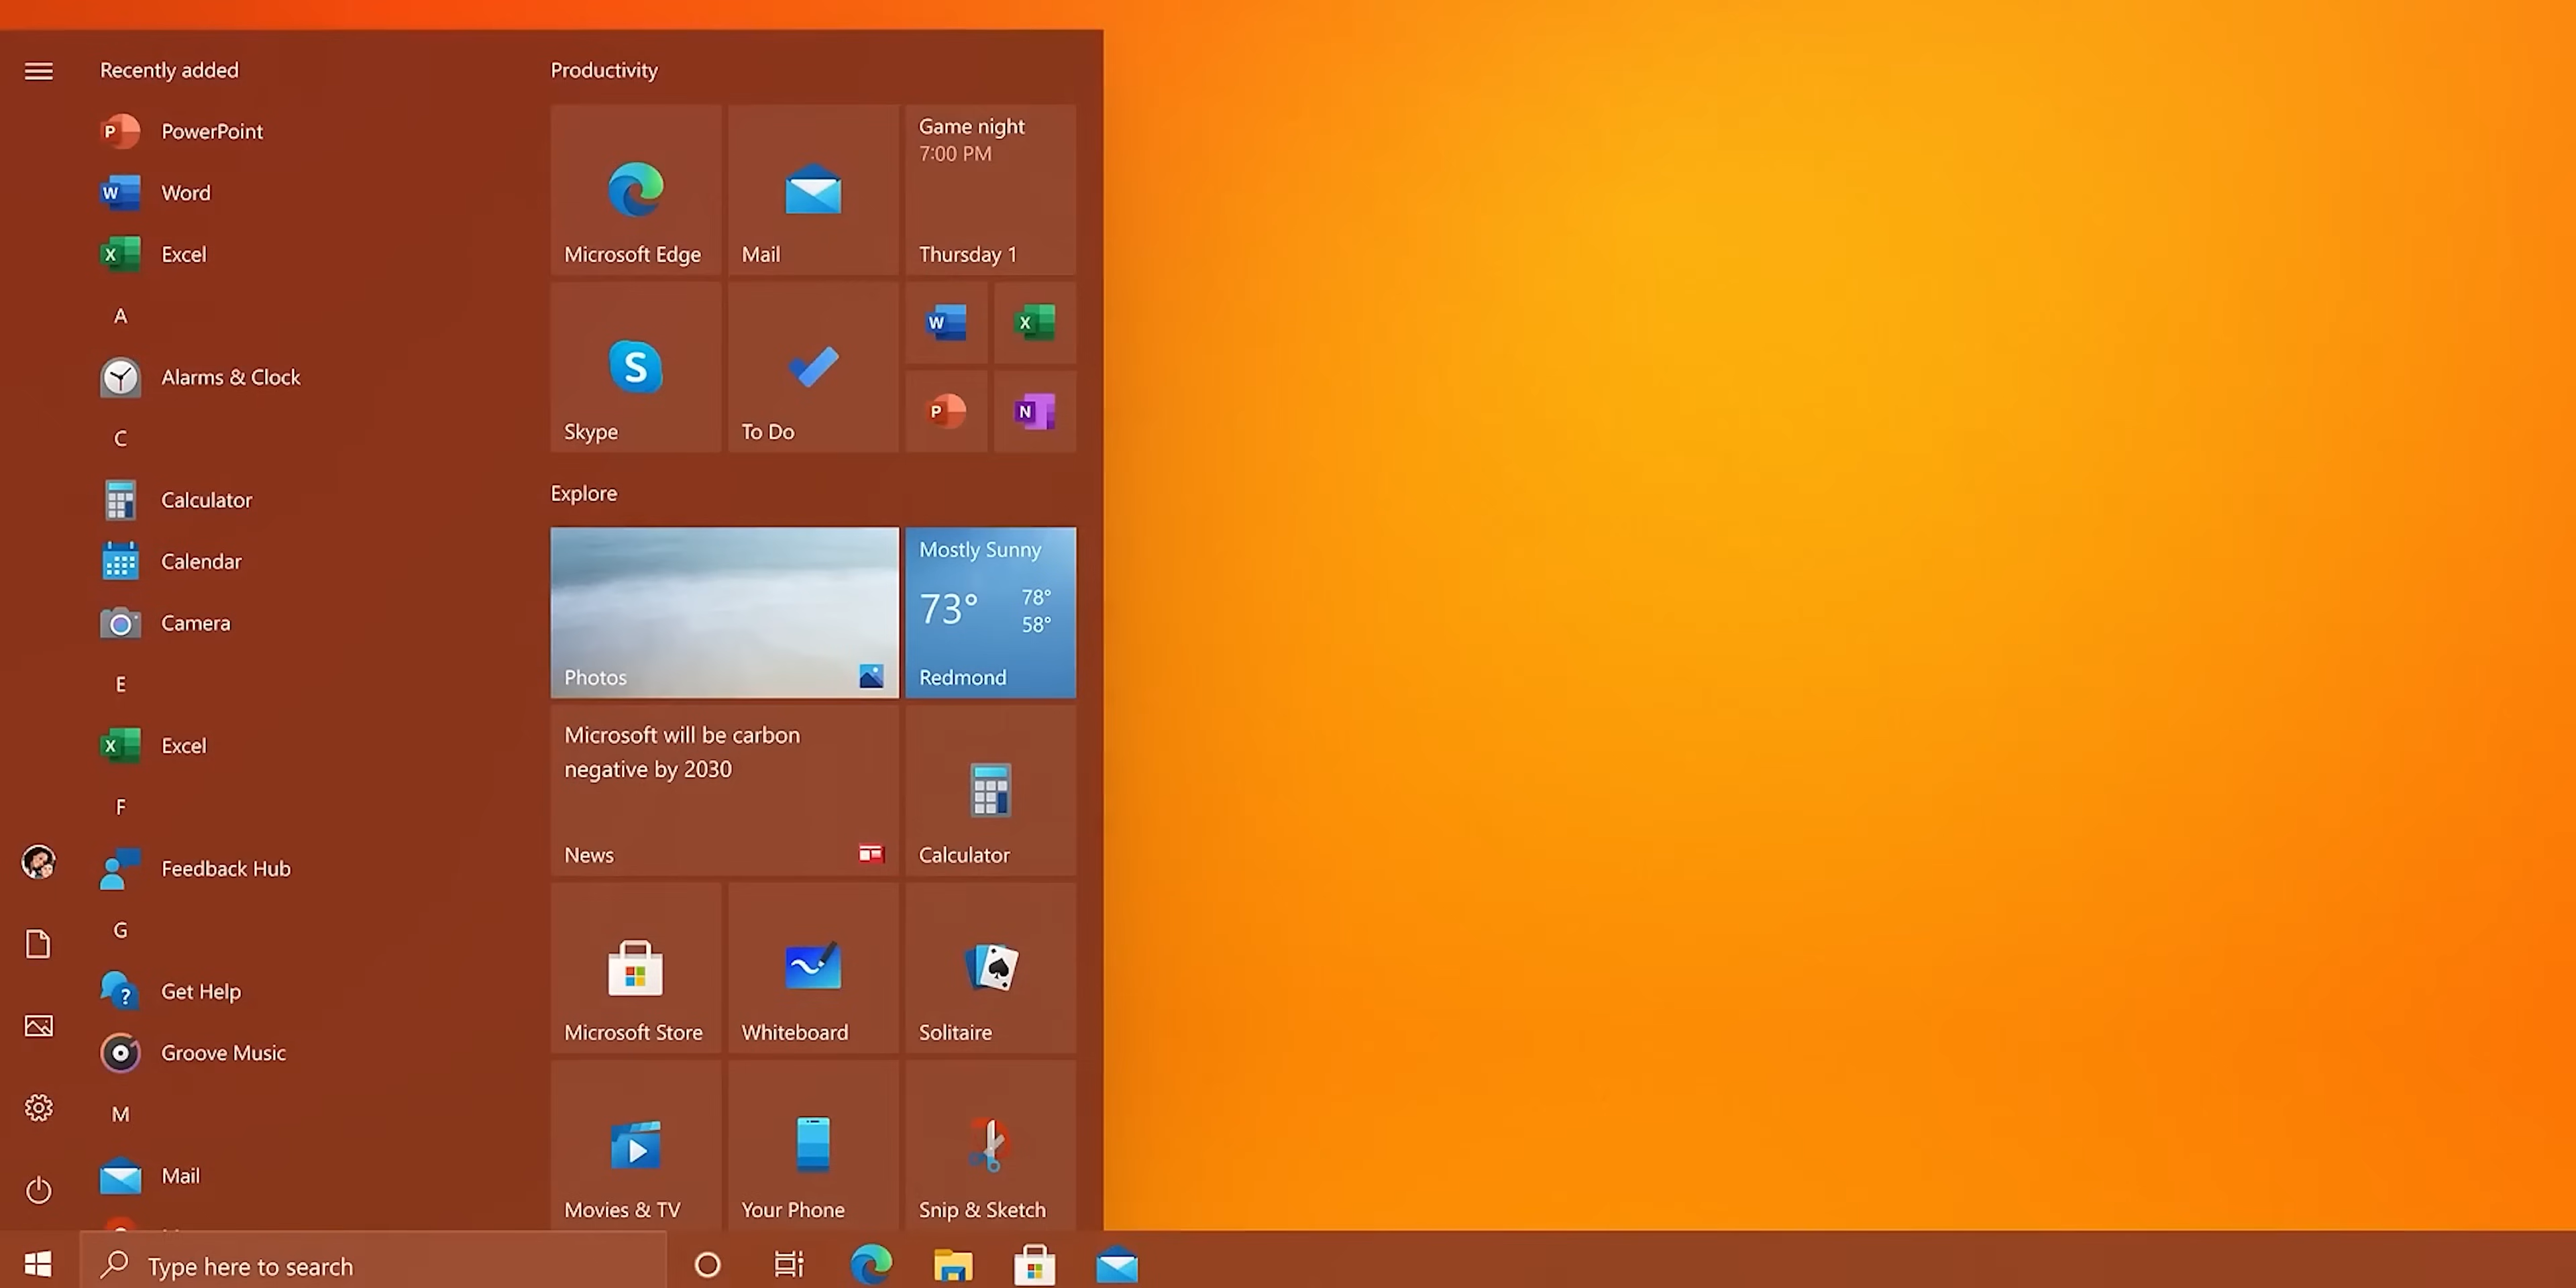 Recently added
PowerPoint
Word
Excel
A
Alarms & Clock
C
Calculator
Calendar
Camera
E
Excel
F
Feedback Hub
G
Get Help
Groove Music
M
Mail
Productivity
Microsoft Edge
Mail
Game night
7:00 PM
Thursday 1
Skype
To Do
Explore
Photos
Mostly Sunny
73°
78°
58°
Redmond
Microsoft will be carbon
negative by 2030
News
Calculator
Microsoft Store
Whiteboard
Solitaire
Movies & TV
Your Phone
Snip & Sketch
Type here to search